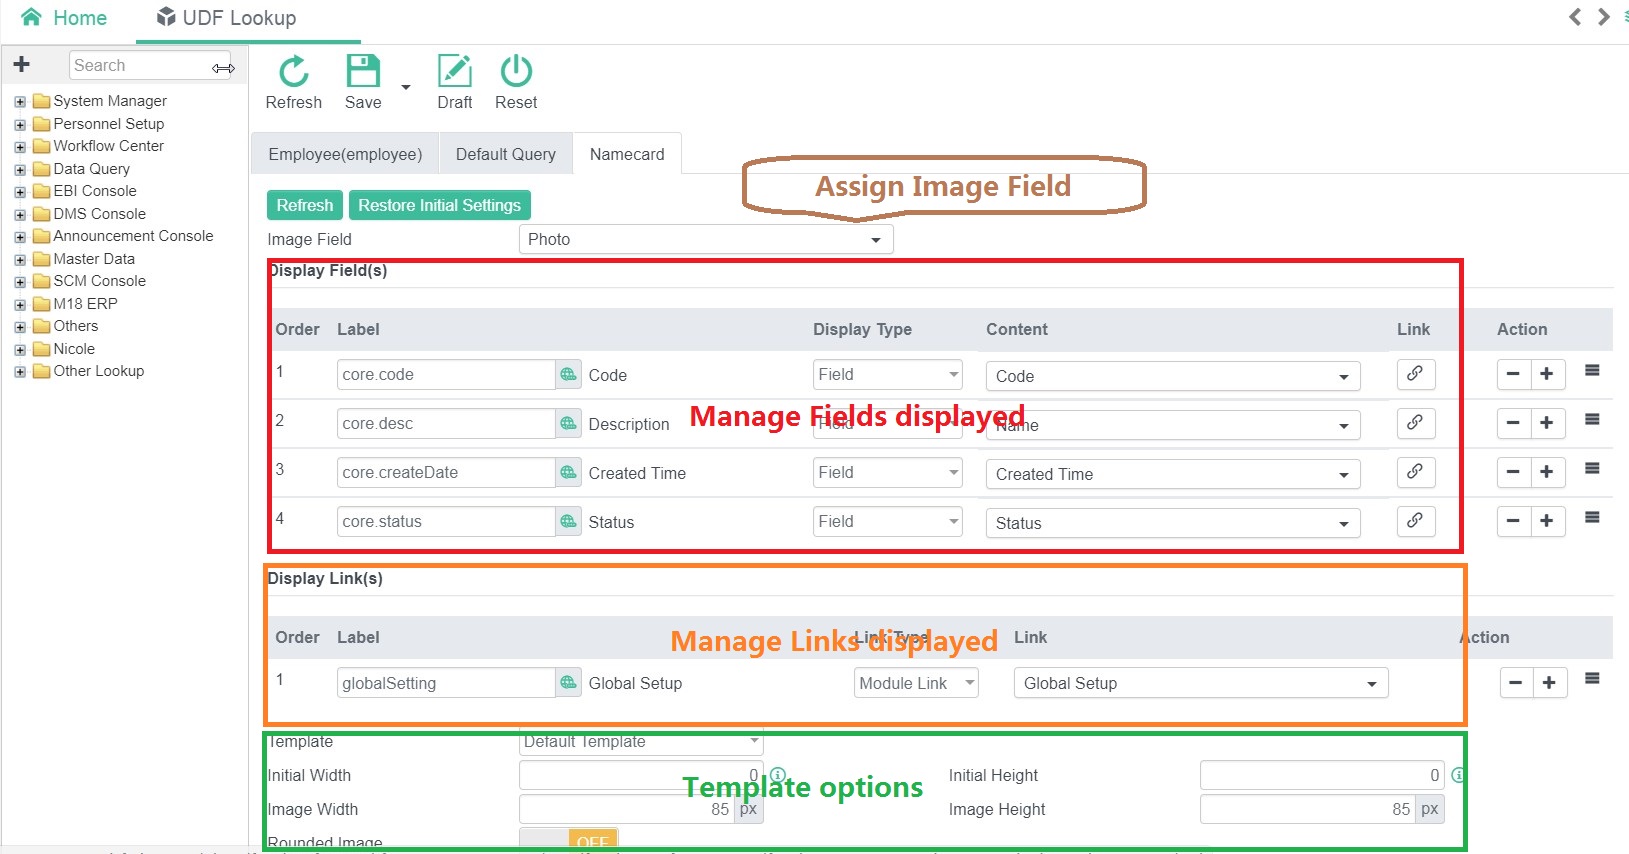 Home
UDF Lookup
Search
System Manager
Personnel Setup
Workflow Center
Data Query
EBI Console
DMS Console
Announcement Console
Master Data
SCM Console
M18 ERP
Others
Nicole
Other Lookup
Refresh Save Draft Reset
Employee(employee) Default Query Namecard
Assign Image Field
Refresh Restore Initial Settings
Image Field Photo
Display Field(s)
Order Label Display Type Content Link Action
1 core.code Code Field Code
2 core.desc Description Field Name
Manage Fields displayed
3 core.createDate Created Time Field Created Time
4 core.status Status Field Status
Display Link(s)
Order Label Link Type Link Action
Manage Links displayed
1 globalSetting Global Setup Module Link Global Setup
Template Default Template
Initial Width 0 Initial Height 0
Template options
Image Width 85 px Image Height 85 px
Rounded Image OFF